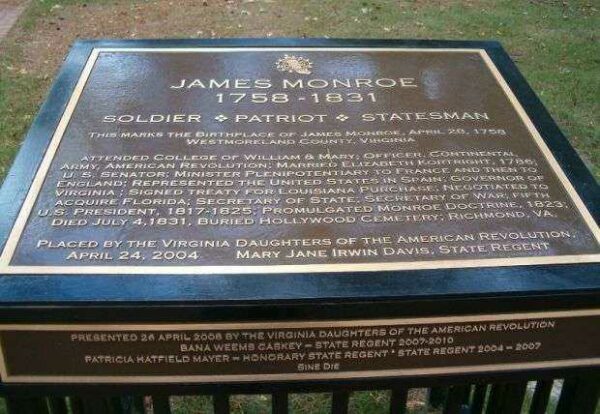 JAMES MONROE
1758 - 1831
SOLDIER ❖ PATRIOT ❖ STATESMAN
THIS MARKS THE BIRTHPLACE OF JAMES MONROE, APRIL 28, 1758
WESTMORELAND COUNTY, VIRGINIA
ATTENDED COLLEGE OF WILLIAM & MARY; OFFICER, CONTINENTAL
ARMY, AMERICAN REVOLUTION; MARRIED ELIZABETH KORTRIGHT, 1786;
U. S. SENATOR; MINISTER PLENIPOTENTIARY TO FRANCE AND THEN TO
ENGLAND; REPRESENTED THE UNITED STATES IN SPAIN; GOVERNOR OF
VIRGINIA; SIGNED TREATY FOR LOUISIANA PURCHASE; NEGOTIATED TO
ACQUIRE FLORIDA; SECRETARY OF STATE; SECRETARY OF WAR; FIFTH
U.S. PRESIDENT, 1817-1825; PROMULGATED MONROE DOCTRINE, 1823;
DIED JULY 4,1831, BURIED HOLLYWOOD CEMETERY; RICHMOND, VA.
PLACED BY THE VIRGINIA DAUGHTERS OF THE AMERICAN REVOLUTION,
APRIL 24, 2004 MARY JANE IRWIN DAVIS, STATE REGENT
PRESENTED 26 APRIL 2008 BY THE VIRGINIA DAUGHTERS OF THE AMERICAN REVOLUTION
BANA WEEMS CASKEY – STATE REGENT 2007-2010
PATRICIA HATFIELD MAYER – HONORARY STATE REGENT * STATE REGENT 2004 – 2007
SINE DIE